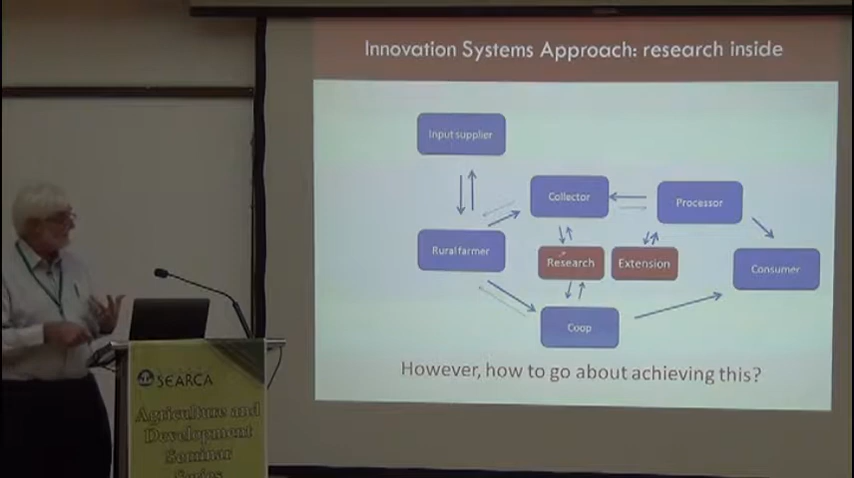 Innovation Systems Approach: research inside
Input supplier
Collector
Processor
Rural farmer
Research
Extension
Consumer
Coop
However, how to go about achieving this?
SEARCA
Agriculture and
Development
Seminar
Series